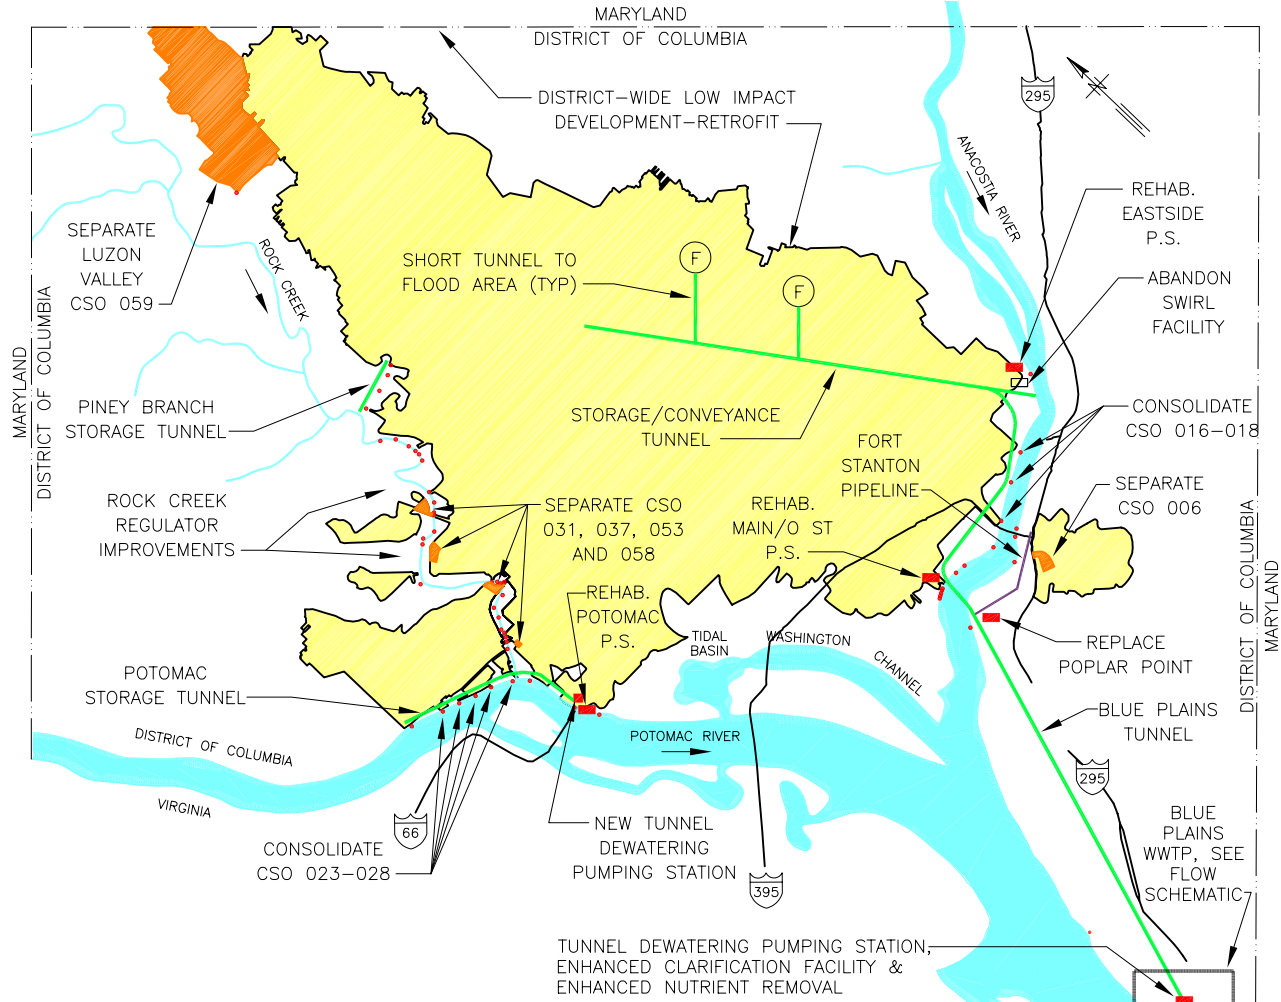 MARYLAND
DISTRICT OF COLUMBIA
DISTRICT-WIDE LOW IMPACT
DEVELOPMENT-RETROFIT
295
ANACOSTIA RIVER
REHAB.
EASTSIDE
P.S.
SEPARATE
LUZON
VALLEY
CSO 059
ROCK CREEK
SHORT TUNNEL TO
FLOOD AREA (TYP)
F
F
ABANDON
SWIRL
FACILITY
MARYLAND
DISTRICT OF COLUMBIA
PINEY BRANCH
STORAGE TUNNEL
STORAGE/CONVEYANCE
TUNNEL
CONSOLIDATE
CSO 016-018
FORT
STANTON
PIPELINE
ROCK CREEK
REGULATOR
IMPROVEMENTS
SEPARATE CSO
031, 037, 053
AND 058
REHAB.
MAIN/O ST
P.S.
SEPARATE
CSO 006
DISTRICT OF COLUMBIA
MARYLAND
REHAB.
POTOMAC
P.S.
TIDAL
BASIN
WASHINGTON
CHANNEL
REPLACE
POPLAR POINT
POTOMAC
STORAGE TUNNEL
BLUE PLAINS
TUNNEL
DISTRICT OF COLUMBIA
VIRGINIA
POTOMAC RIVER
295
66
CONSOLIDATE
CSO 023-028
NEW TUNNEL
DEWATERING
PUMPING STATION
395
BLUE
PLAINS
WWTP, SEE
FLOW
SCHEMATIC
TUNNEL DEWATERING PUMPING STATION,
ENHANCED CLARIFICATION FACILITY &
ENHANCED NUTRIENT REMOVAL